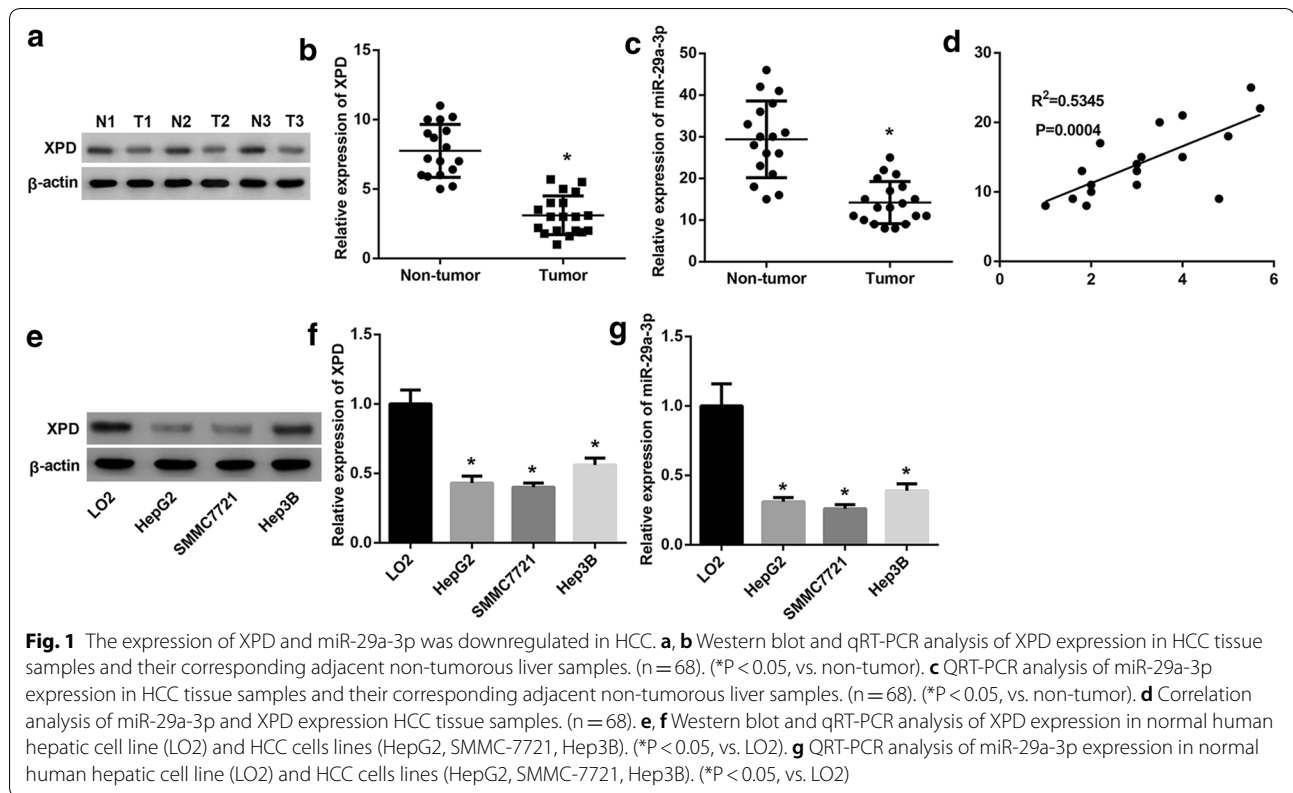 a
N1 T1 N2 T2 N3 T3
XPD
β-actin
b
Relative expression of XPD
15
10
5
0
*
Non-tumor Tumor
c
Relative expression of miR-29a-3p
50
40
30
20
10
0
*
Non-tumor Tumor
d
30
20
10
0
R²=0.5345
P=0.0004
0 2 4 6
e
XPD
β-actin
LO2 HepG2 SMMC7721 Hep3B
f
Relative expression of XPD
1.5
1.0
0.5
0.0
* * *
LO2 HepG2 SMMC7721 Hep3B
g
Relative expression of miR-29a-3p
1.5
1.0
0.5
0.0
* * *
LO2 HepG2 SMMC7721 Hep3B
Fig. 1 The expression of XPD and miR-29a-3p was downregulated in HCC. a, b Western blot and qRT-PCR analysis of XPD expression in HCC tissue
samples and their corresponding adjacent non-tumorous liver samples. (n = 68). (*P < 0.05, vs. non-tumor). c QRT-PCR analysis of miR-29a-3p
expression in HCC tissue samples and their corresponding adjacent non-tumorous liver samples. (n = 68). (*P < 0.05, vs. non-tumor). d Correlation
analysis of miR-29a-3p and XPD expression HCC tissue samples. (n = 68). e, f Western blot and qRT-PCR analysis of XPD expression in normal human
hepatic cell line (LO2) and HCC cells lines (HepG2, SMMC-7721, Hep3B). (*P < 0.05, vs. LO2). g QRT-PCR analysis of miR-29a-3p expression in normal
human hepatic cell line (LO2) and HCC cells lines (HepG2, SMMC-7721, Hep3B). (*P < 0.05, vs. LO2)